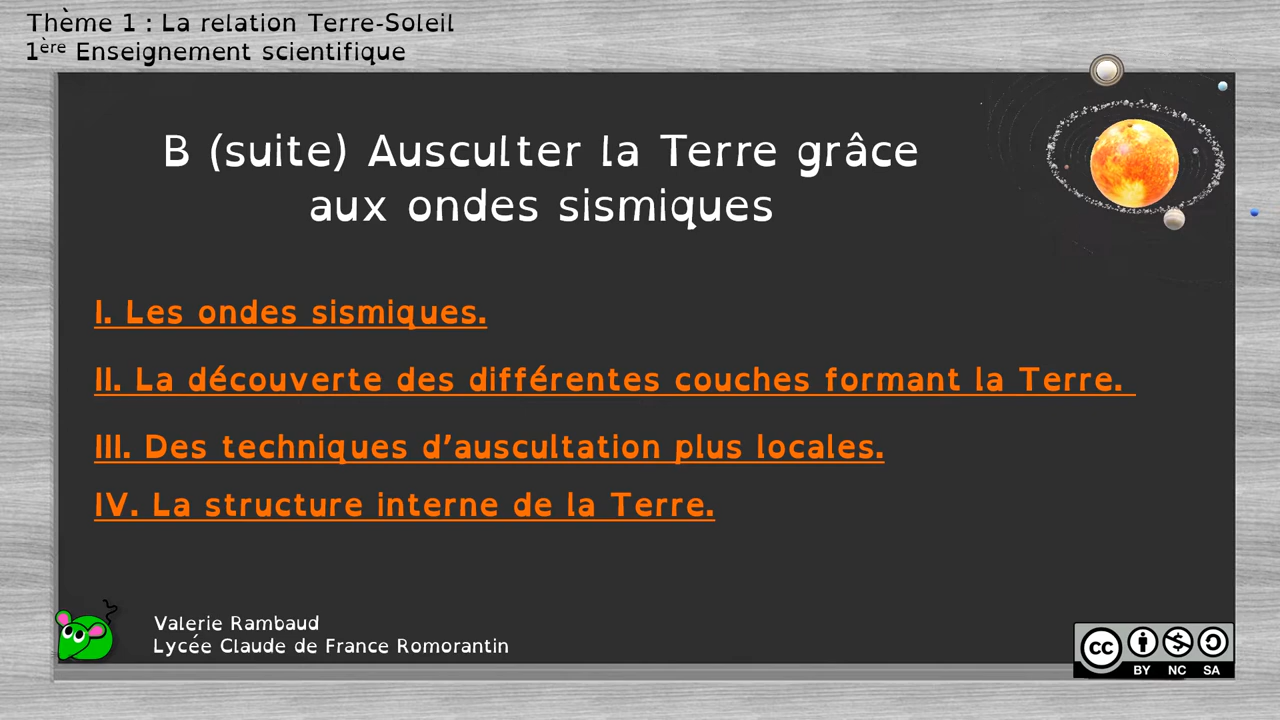 Thème 1 : La relation Terre-Soleil
1ère Enseignement scientifique
B (suite) Ausculter la Terre grâce
aux ondes sismiques
I. Les ondes sismiques.
II. La découverte des différentes couches formant la Terre.
III. Des techniques d'auscultation plus locales.
IV. La structure interne de la Terre.
Valerie Rambaud
Lycée Claude de France Romorantin
cc
BY NC SA